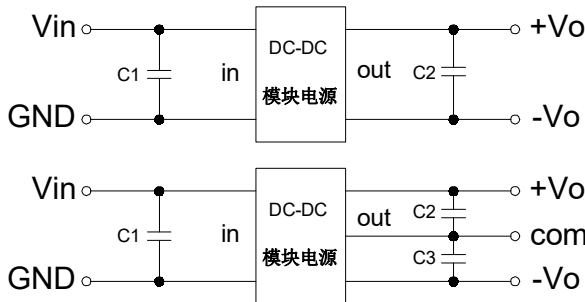 Vin
+Vo
DC-DC
C1
in
out
C2
模块电源
GND
-Vo
Vin
+Vo
DC-DC
out
C2
C1
in
com
模块电源
C3
GND
-Vo